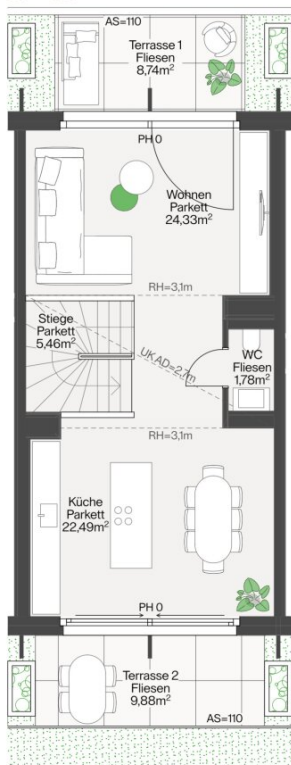 AS=110
Terrasse 1
Fliesen
8,74m²
PH 0
Wohnen
Parkett
24,33m²
RH=3,1m
Stiege
Parkett
5,46m²
UK AD=2,7m
WC
Fliesen
1,78m²
RH=3,1m
Küche
Parkett
22,49m²
PH 0
Terrasse 2
Fliesen
9,88m²
AS=110